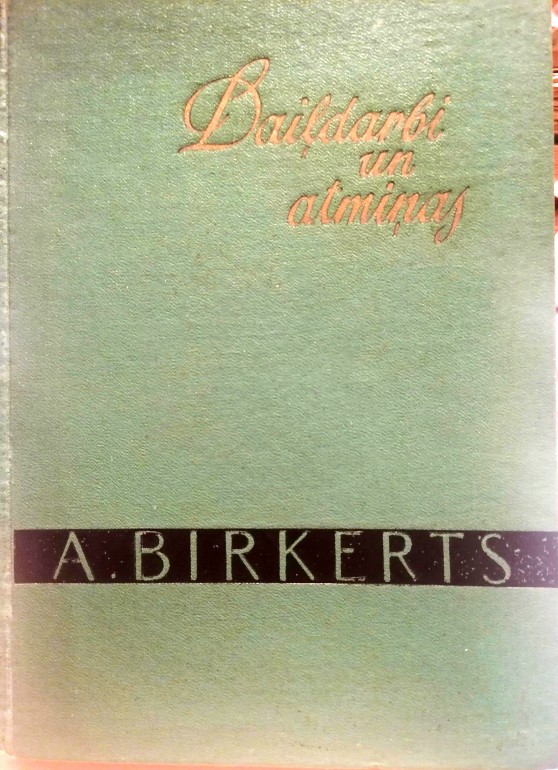 Daiļdarbi
un
atmiņas
A. BIRKERTS